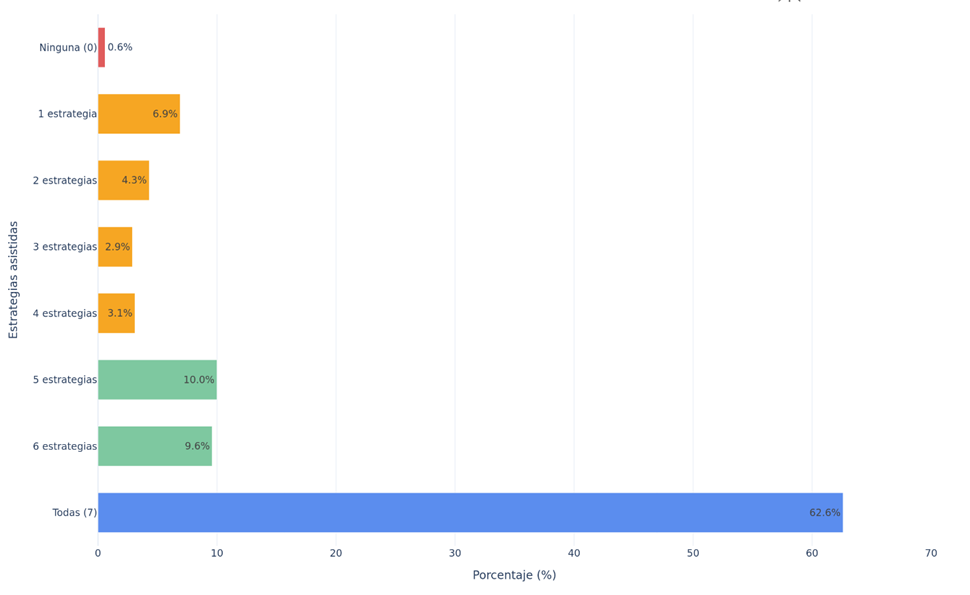 Ninguna (0) 0.6%
1 estrategia 6.9%
2 estrategias 4.3%
3 estrategias 2.9%
4 estrategias 3.1%
5 estrategias 10.0%
6 estrategias 9.6%
Todas (7) 62.6%
Estrategias asistidas
0 10 20 30 40 50 60 70
Porcentaje (%)